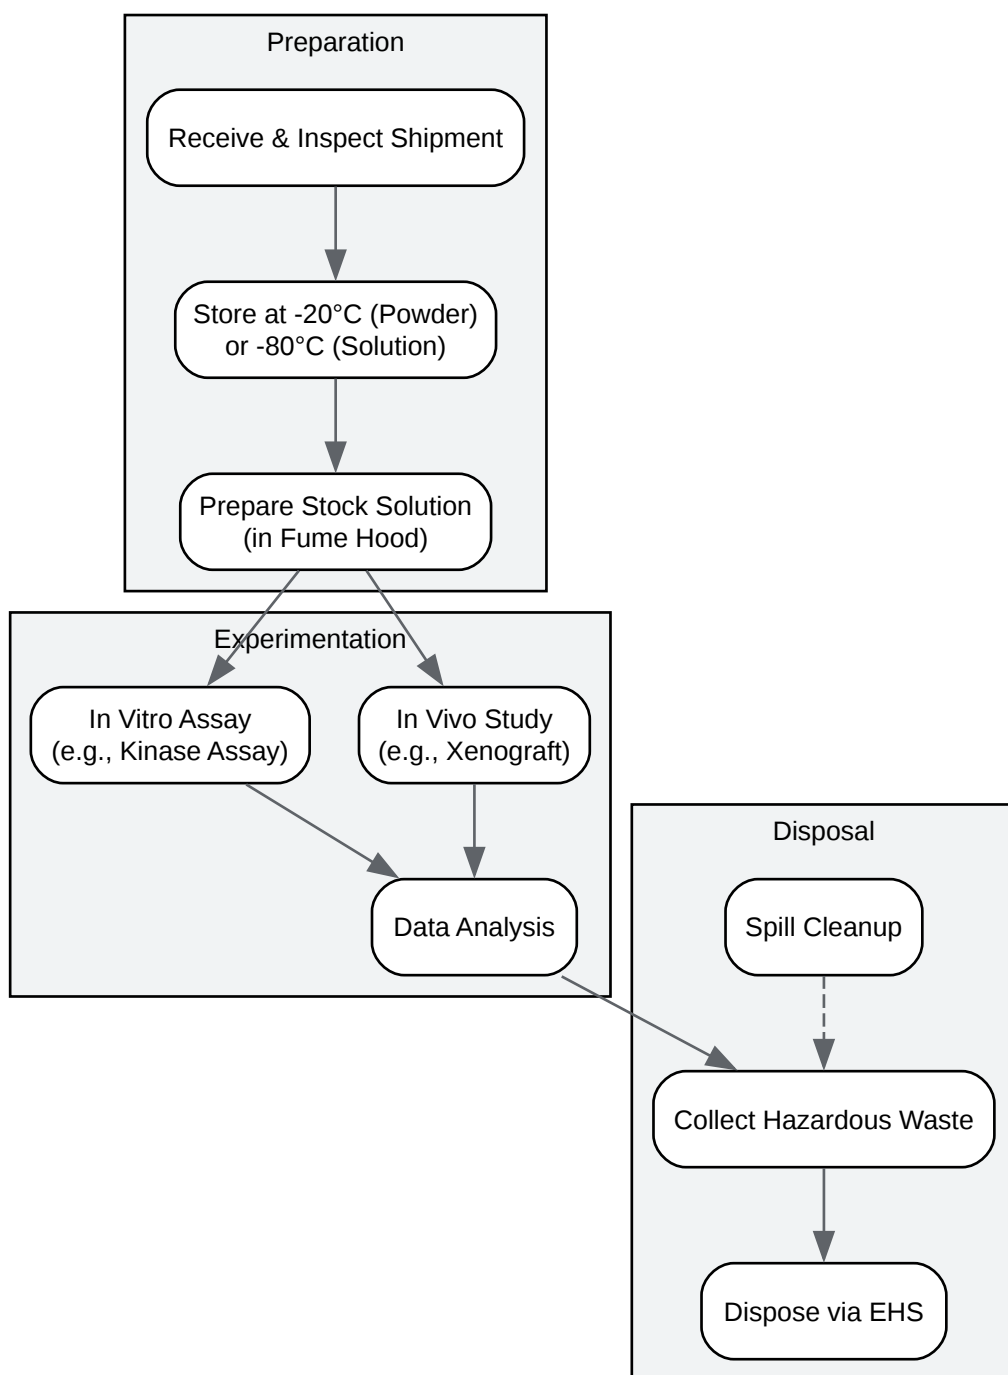 Preparation
Receive & Inspect Shipment
Store at -20°C (Powder)
or -80°C (Solution)
Prepare Stock Solution
(in Fume Hood)
Experimentation
In Vitro Assay
(e.g., Kinase Assay)
In Vivo Study
(e.g., Xenograft)
Data Analysis
Disposal
Spill Cleanup
Collect Hazardous Waste
Dispose via EHS